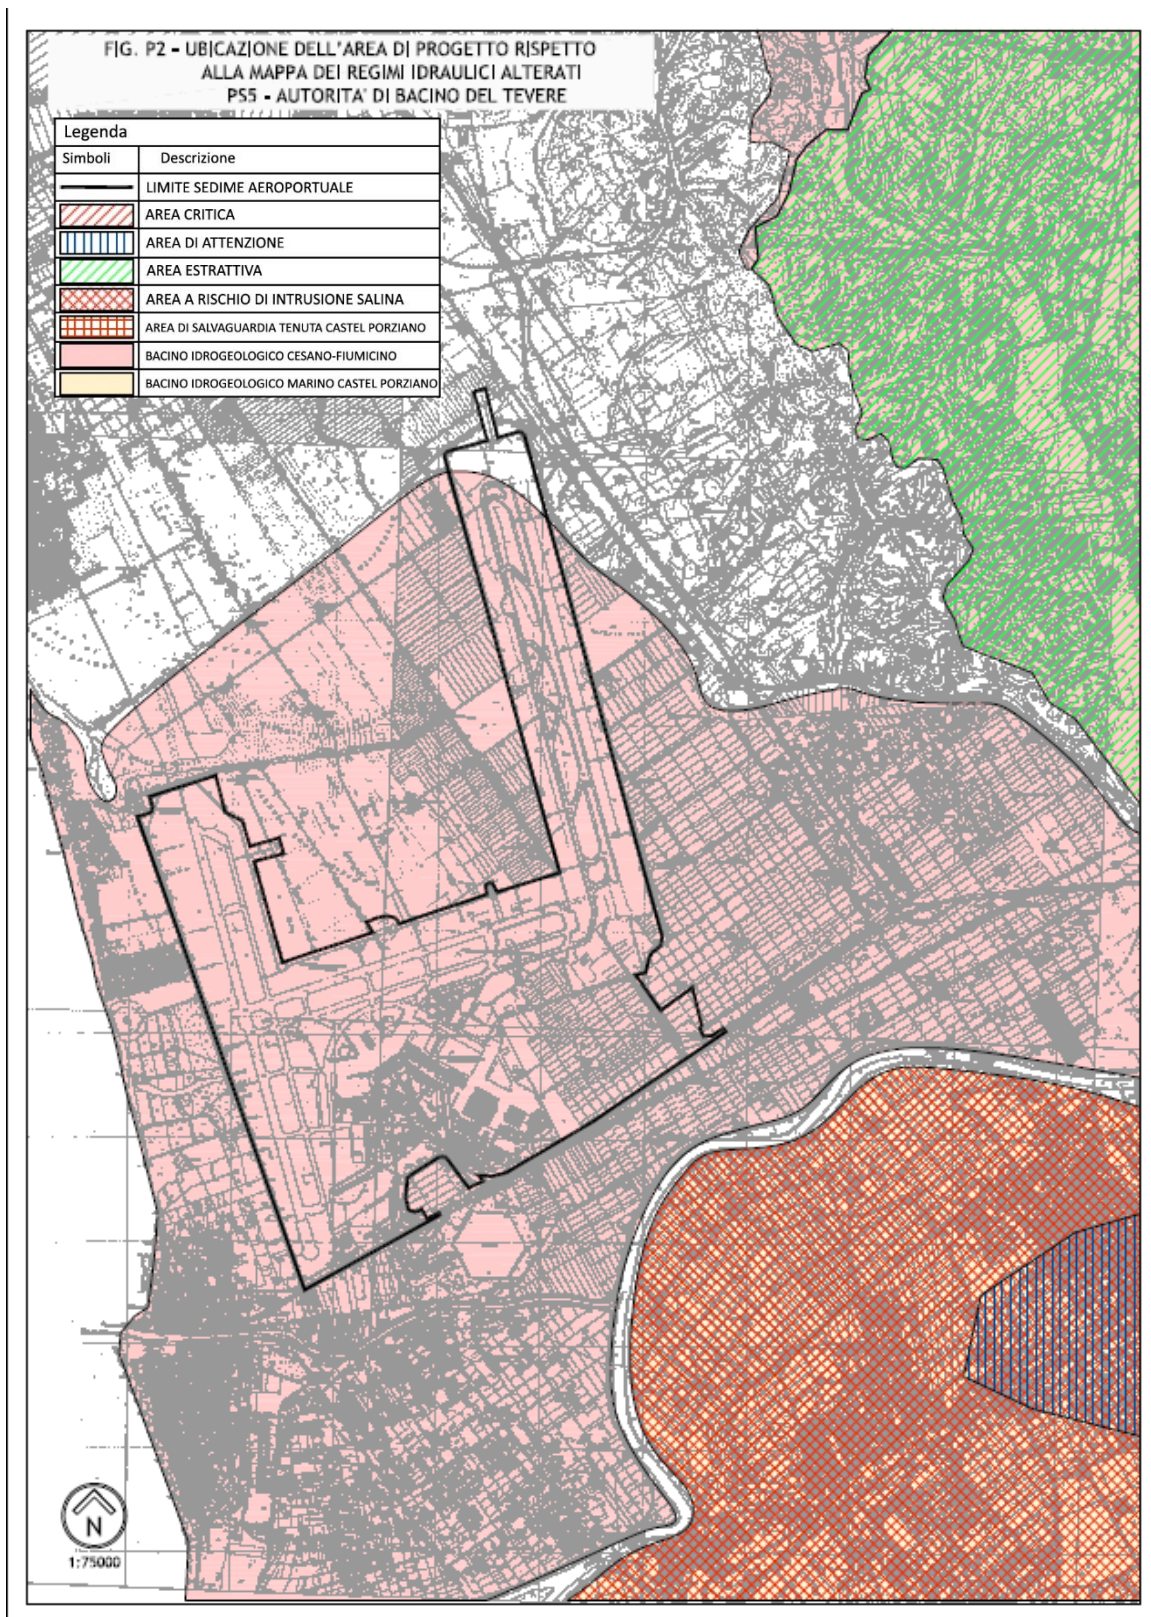 FIG. P2 - UBICAZIONE DELL'AREA DI PROGETTO RISPETTO
ALLA MAPPA DEI REGIMI IDRAULICI ALTERATI
PS5 - AUTORITA' DI BACINO DEL TEVERE
Legenda
Simboli Descrizione
LIMITE SEDIME AEROPORTUALE
AREA CRITICA
AREA DI ATTENZIONE
AREA ESTRATTIVA
AREA A RISCHIO DI INTRUSIONE SALINA
AREA DI SALVAGUARDIA TENUTA CASTEL PORZIANO
BACINO IDROGEOLOGICO CESANO-FIUMICINO
BACINO IDROGEOLOGICO MARINO CASTEL PORZIANO
N
1:75000